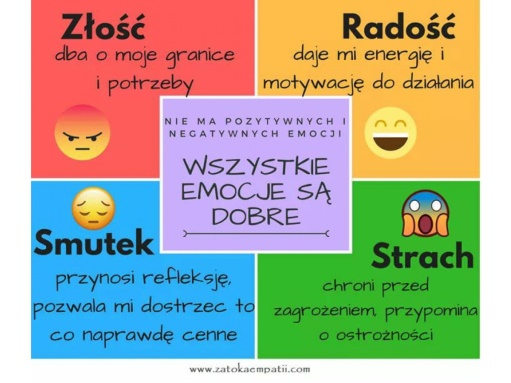 Złość
dba o moje granice
i potrzeby
Radość
daje mi energię i
motywację do działania
NIE MA POZYTYWNYCH I
NEGATYWNYCH EMOCJI
WSZYSTKIE
EMOCJE SĄ
DOBRE
Smutek
przynosi refleksję,
pozwala mi dostrzec to
co naprawdę cenne
Strach
chroni przed
zagrożeniem, przypomina
o ostrożności
www.zatokaempatii.com